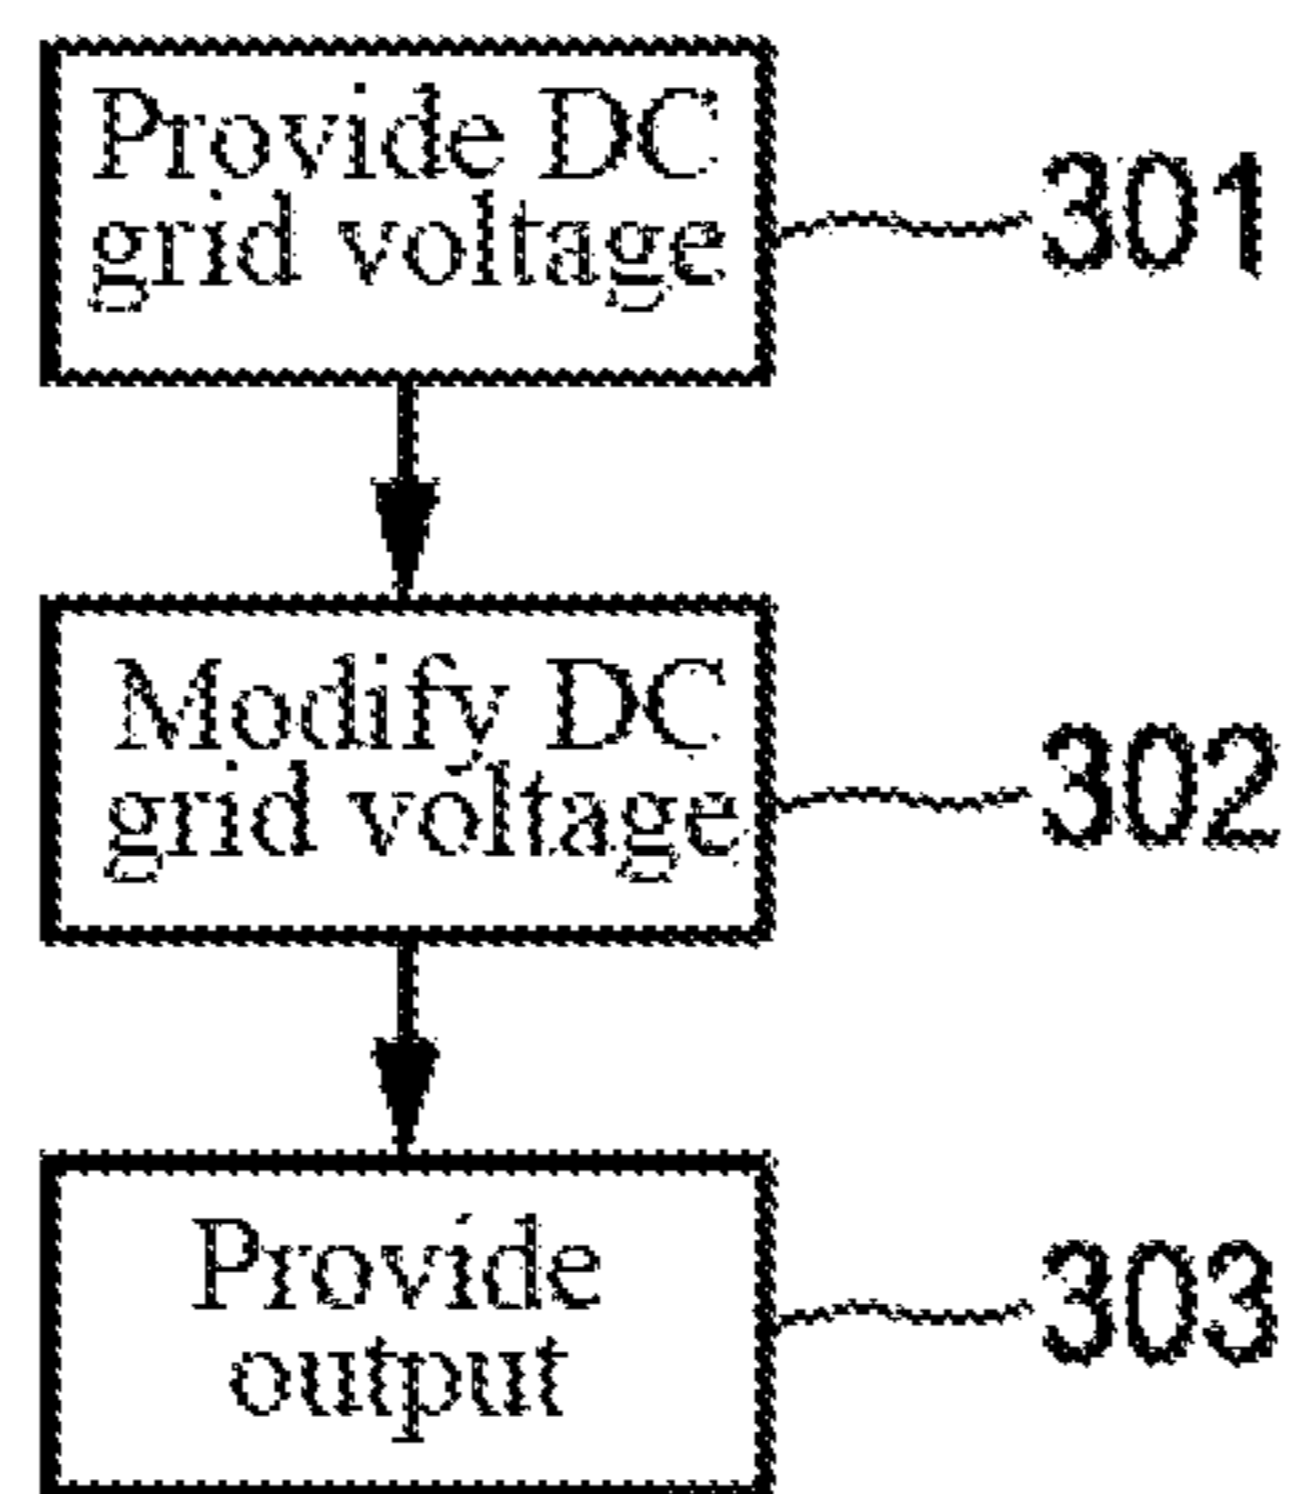 Provide DC
grid voltage
301
Modify DC
grid voltage
302
Provide
output
303